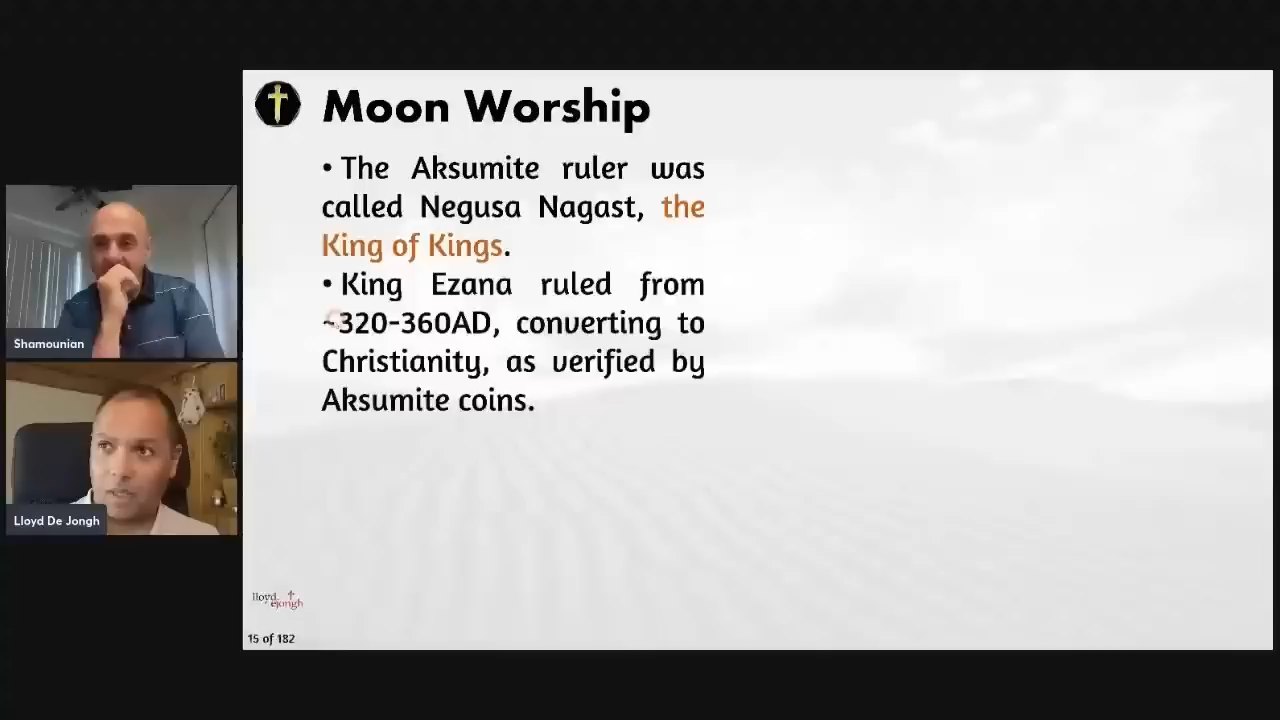 Moon Worship
• The Aksumite ruler was
called Negusa Nagast, the
King of Kings.
• King Ezana ruled from
~320-360AD, converting to
Christianity, as verified by
Aksumite coins.
Shamounian
Lloyd De Jongh
lloyd
ejongh
15 of 182